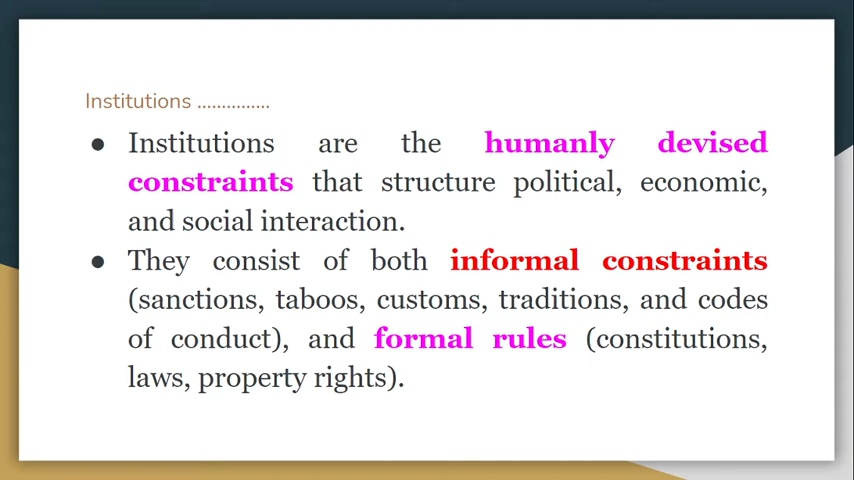 Institutions ...............
● Institutions are the humanly devised
constraints that structure political, economic,
and social interaction.
● They consist of both informal constraints
(sanctions, taboos, customs, traditions, and codes
of conduct), and formal rules (constitutions,
laws, property rights).